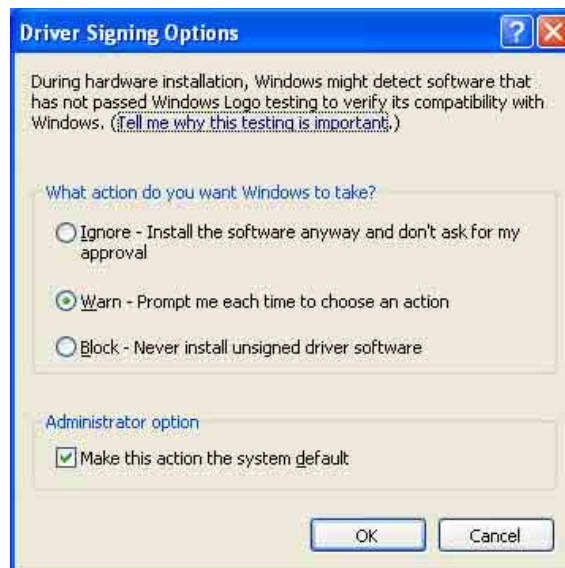 Driver Signing Options
During hardware installation, Windows might detect software that
has not passed Windows Logo testing to verify its compatibility with
Windows. (Tell me why this testing is important.)
What action do you want Windows to take?
Ignore - Install the software anyway and don't ask for my
approval
Warn - Prompt me each time to choose an action
Block - Never install unsigned driver software
Administrator option
Make this action the system default
OK Cancel